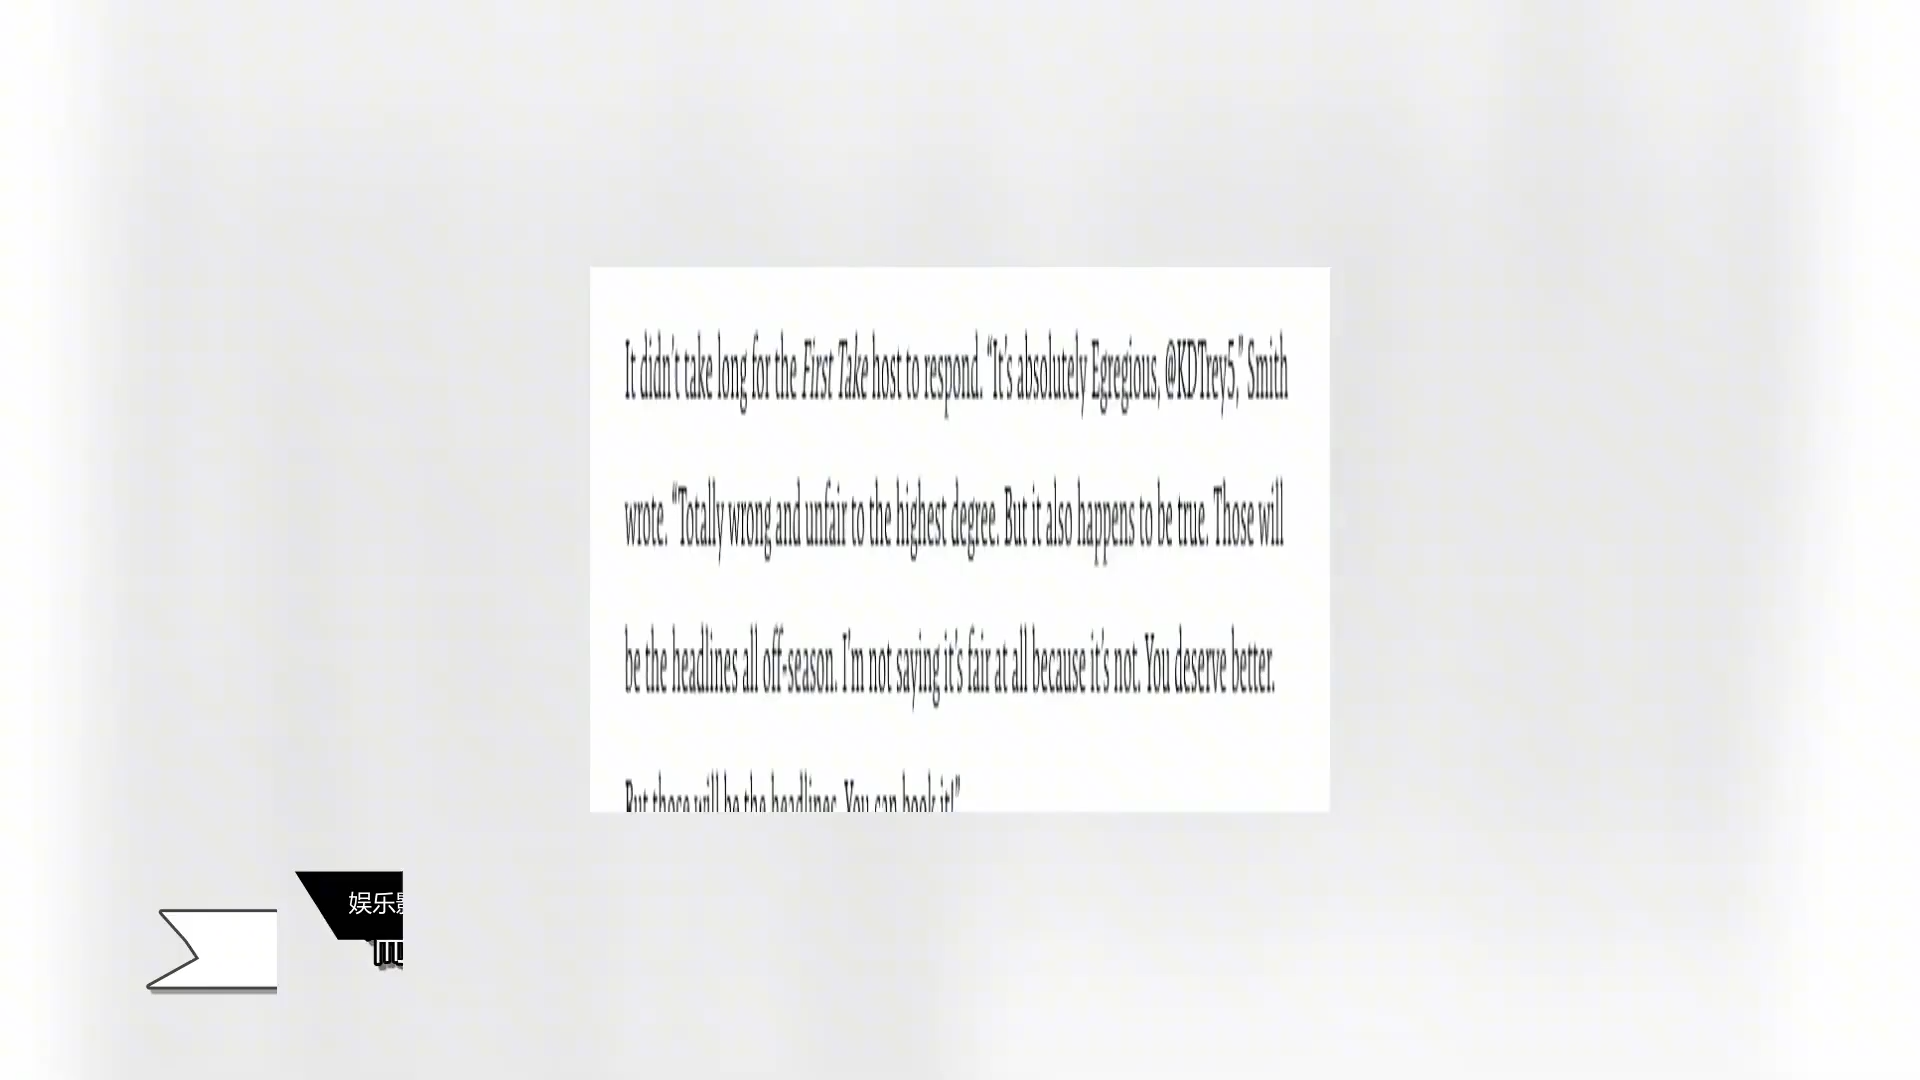 It didn't take long for the First Take host to respond. “It's absolutely Egregious, @KDTrey5,” Smith
wrote. “Totally wrong and unfair to the highest degree. But it also happens to be true. Those will
be the headlines all off-season. I'm not saying it's fair at all because it's not. You deserve better.
But those will be the headlines. You can book it!”
娱乐